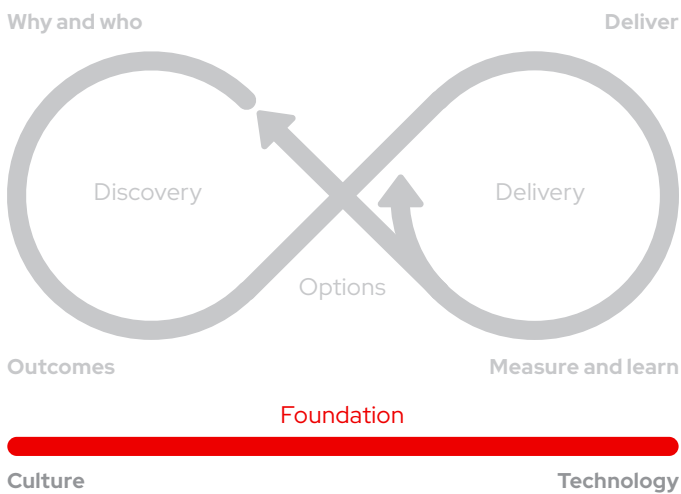 Why and who
Deliver
Discovery
Delivery
Options
Outcomes
Measure and learn
Foundation
Culture
Technology